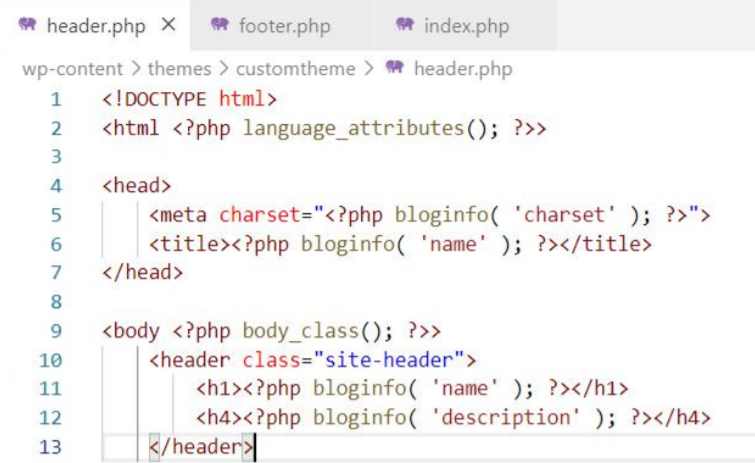 header.php × footer.php index.php
wp-content > themes > customtheme > header.php
1 <!DOCTYPE html>
2 <html <?php language_attributes(); ?>>
3
4 <head>
5 <meta charset="<?php bloginfo( 'charset' ); ?>">
6 <title><?php bloginfo( 'name' ); ?></title>
7 </head>
8
9 <body <?php body_class(); ?>>
10 <header class="site-header">
11 <h1><?php bloginfo( 'name' ); ?></h1>
12 <h4><?php bloginfo( 'description' ); ?></h4>
13 </header>